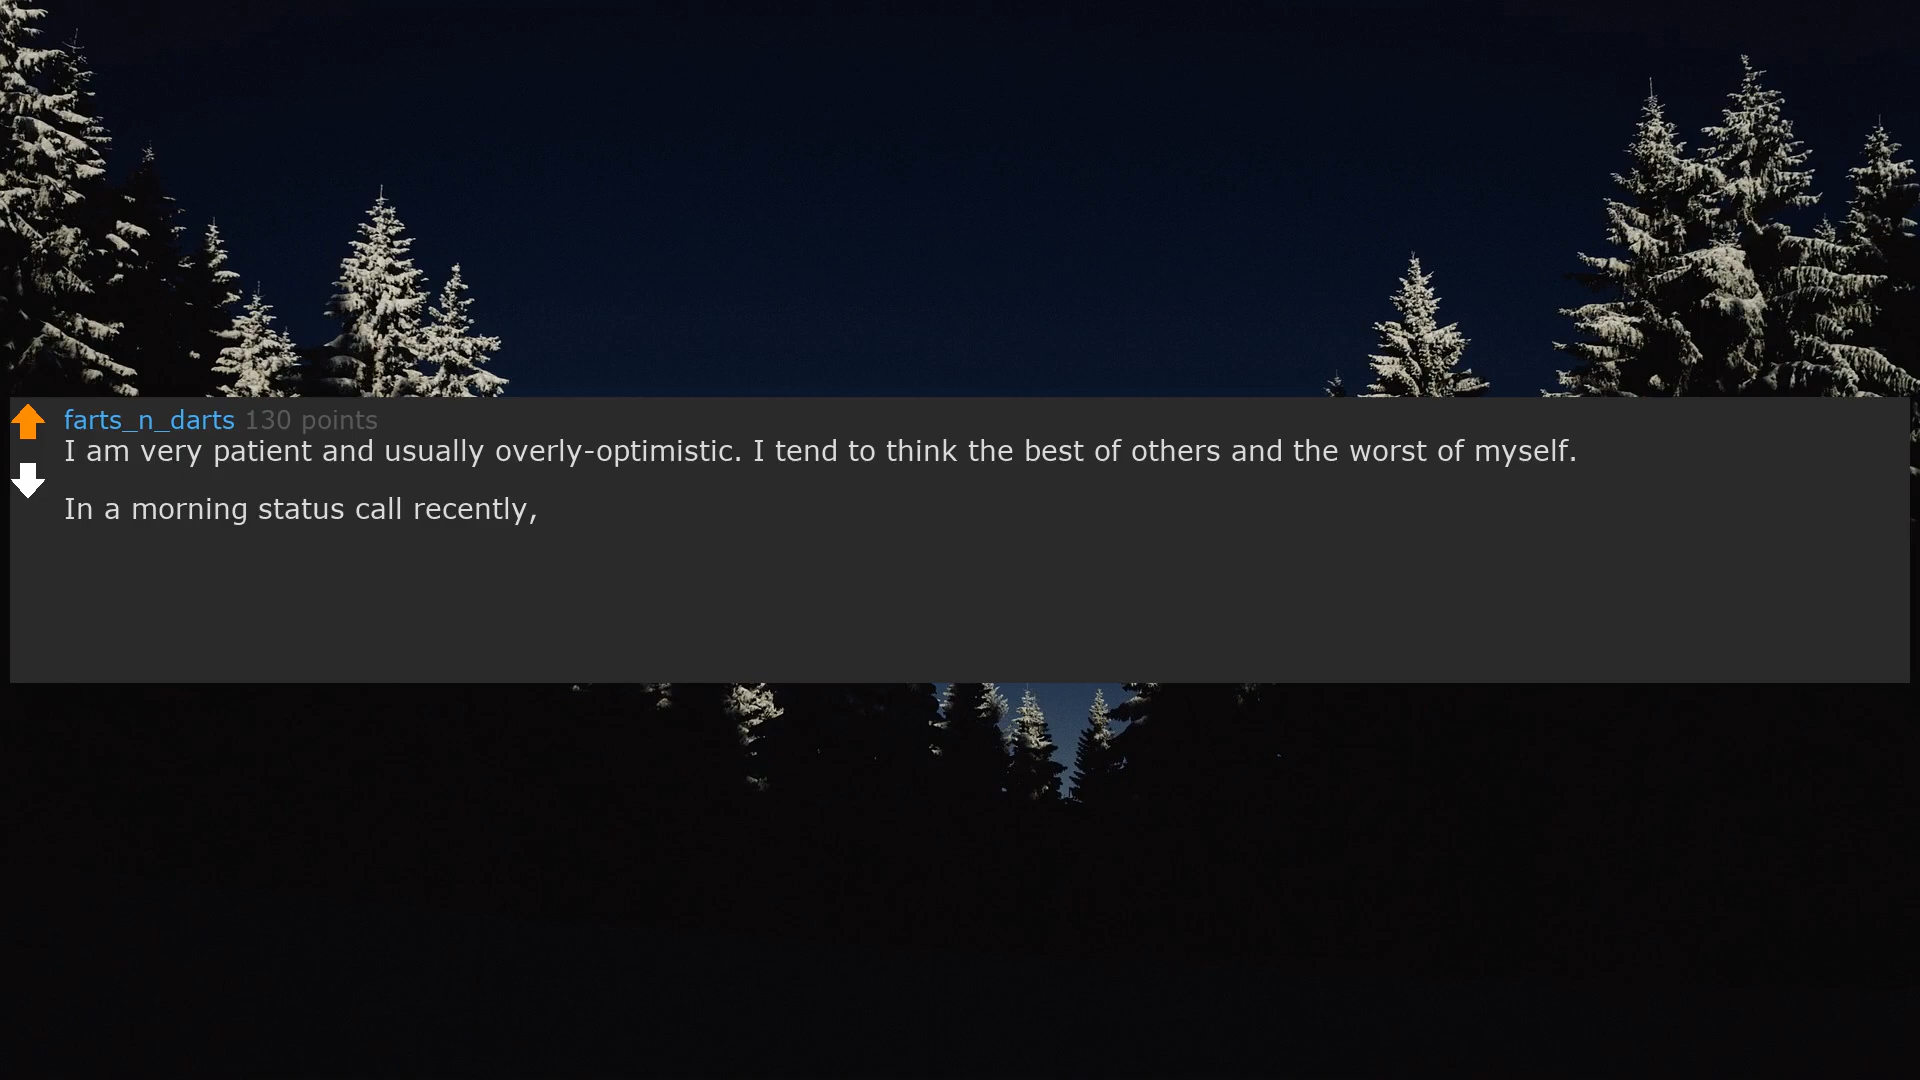 farts_n_darts 130 points
I am very patient and usually overly-optimistic. I tend to think the best of others and the worst of myself.
In a morning status call recently,